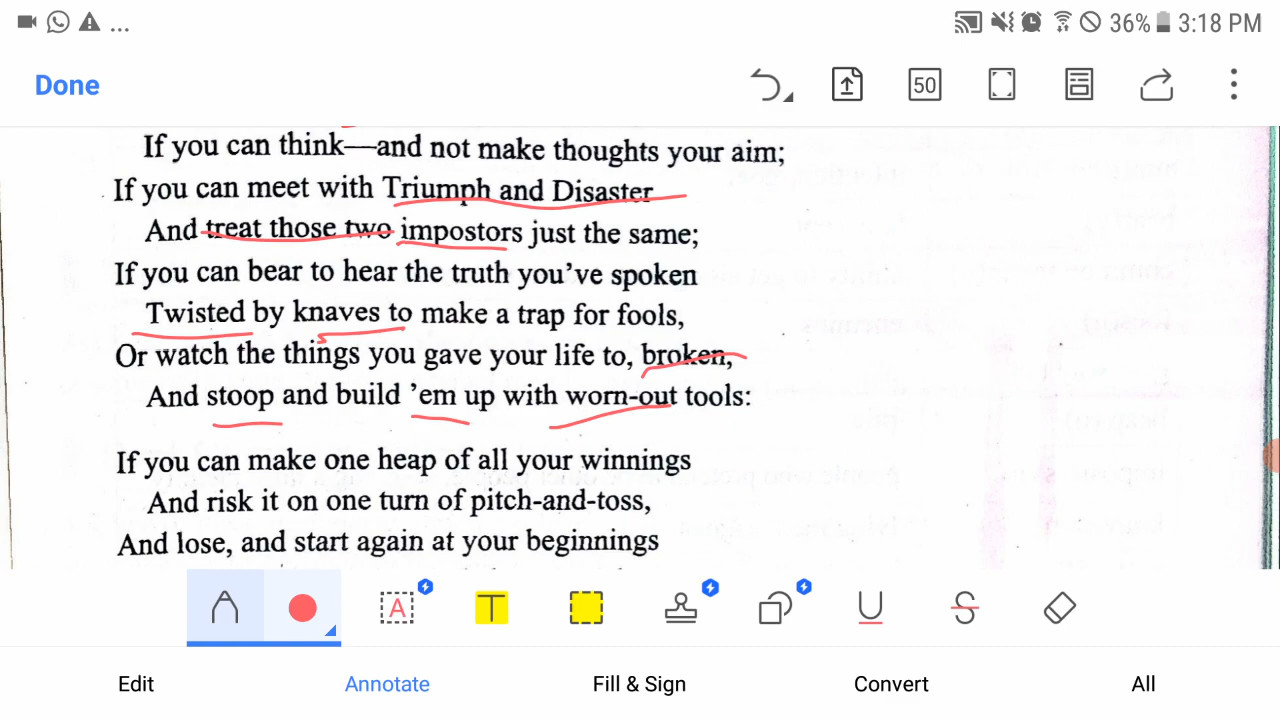 ... 36% 3:18 PM
Done
50
If you can think—and not make thoughts your aim;
If you can meet with Triumph and Disaster
And treat those two impostors just the same;
If you can bear to hear the truth you've spoken
Twisted by knaves to make a trap for fools,
Or watch the things you gave your life to, broken,
And stoop and build 'em up with worn-out tools:
If you can make one heap of all your winnings
And risk it on one turn of pitch-and-toss,
And lose, and start again at your beginnings
A T U S
Edit Annotate Fill & Sign Convert All